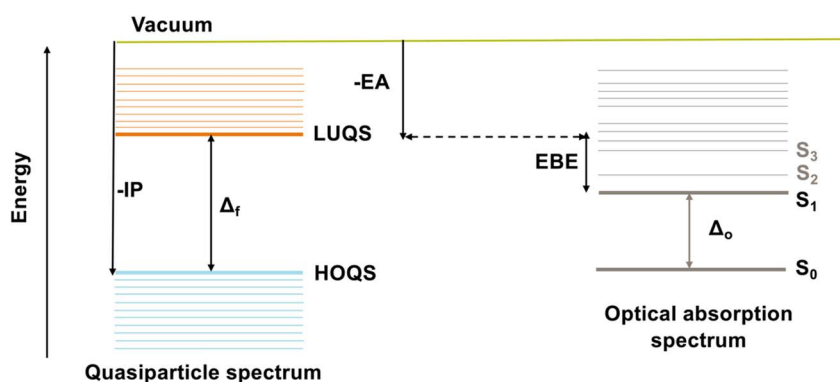 Vacuum
-EA
LUQS
EBE
S3
S2
S1
Energy
-IP
Δf
Δo
HOQS
S0
Optical absorption
spectrum
Quasiparticle spectrum